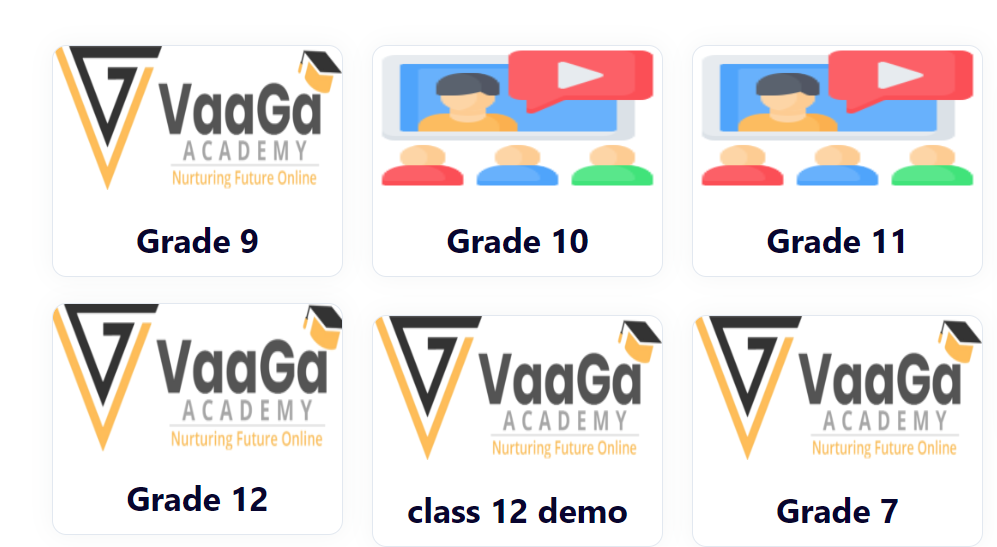 VaaGa
ACADEMY
Nurturing Future Online
Grade 9
Grade 10
Grade 11
VaaGa
ACADEMY
Nurturing Future Online
Grade 12
VaaGa
ACADEMY
Nurturing Future Online
class 12 demo
VaaGa
ACADEMY
Nurturing Future Online
Grade 7